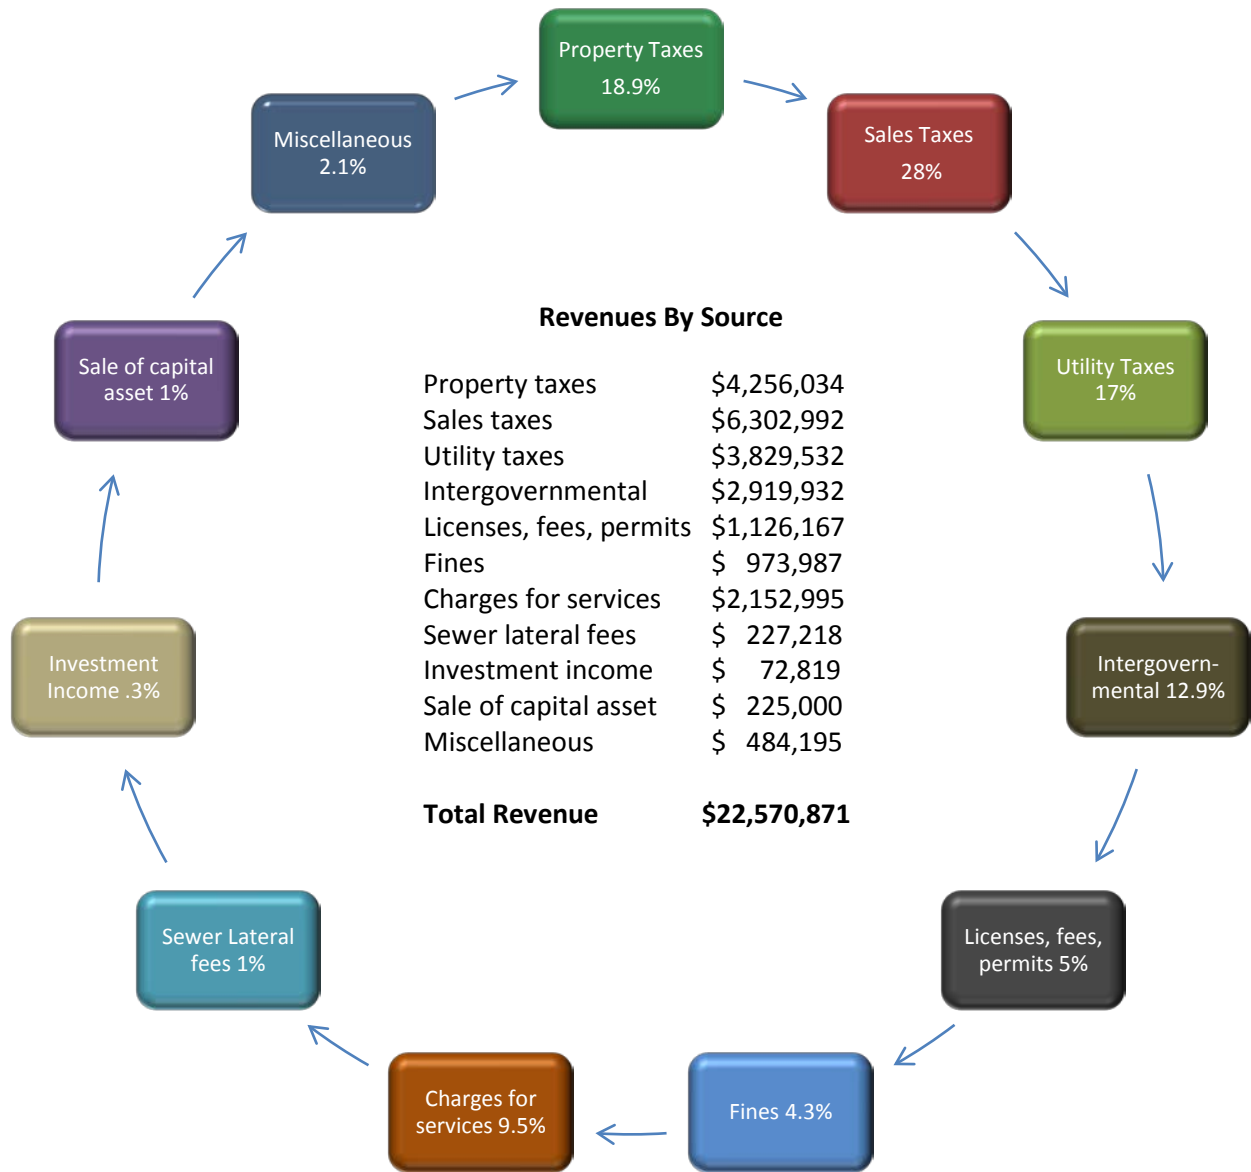 Property Taxes
18.9%
Sales Taxes
28%
Utility Taxes
17%
Intergovern-
mental 12.9%
Licenses, fees,
permits 5%
Fines 4.3%
Charges for
services 9.5%
Sewer Lateral
fees 1%
Investment
Income .3%
Sale of capital
asset 1%
Miscellaneous
2.1%
Revenues By Source
Property taxes $4,256,034
Sales taxes $6,302,992
Utility taxes $3,829,532
Intergovernmental $2,919,932
Licenses, fees, permits $1,126,167
Fines $ 973,987
Charges for services $2,152,995
Sewer lateral fees $ 227,218
Investment income $ 72,819
Sale of capital asset $ 225,000
Miscellaneous $ 484,195
Total Revenue $22,570,871